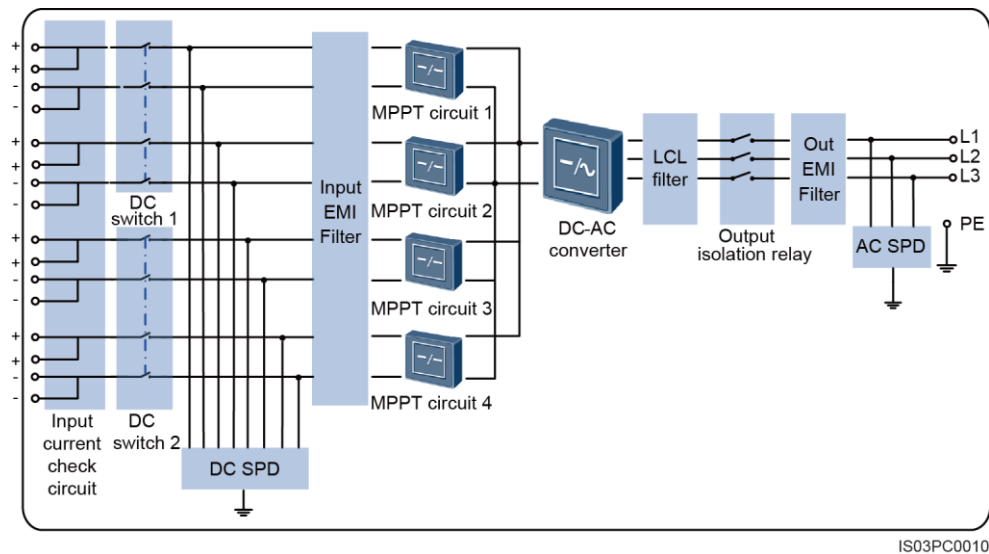 +
+
-
-
+
+
-
-
+
+
-
-
+
+
-
-
Input
current
check
circuit
DC
switch 1
DC
switch 2
DC SPD
Input
EMI
Filter
MPPT circuit 1
MPPT circuit 2
MPPT circuit 3
MPPT circuit 4
DC-AC
converter
LCL
filter
Output
isolation relay
Out
EMI
Filter
AC SPD
L1
L2
L3
PE
IS03PC0010